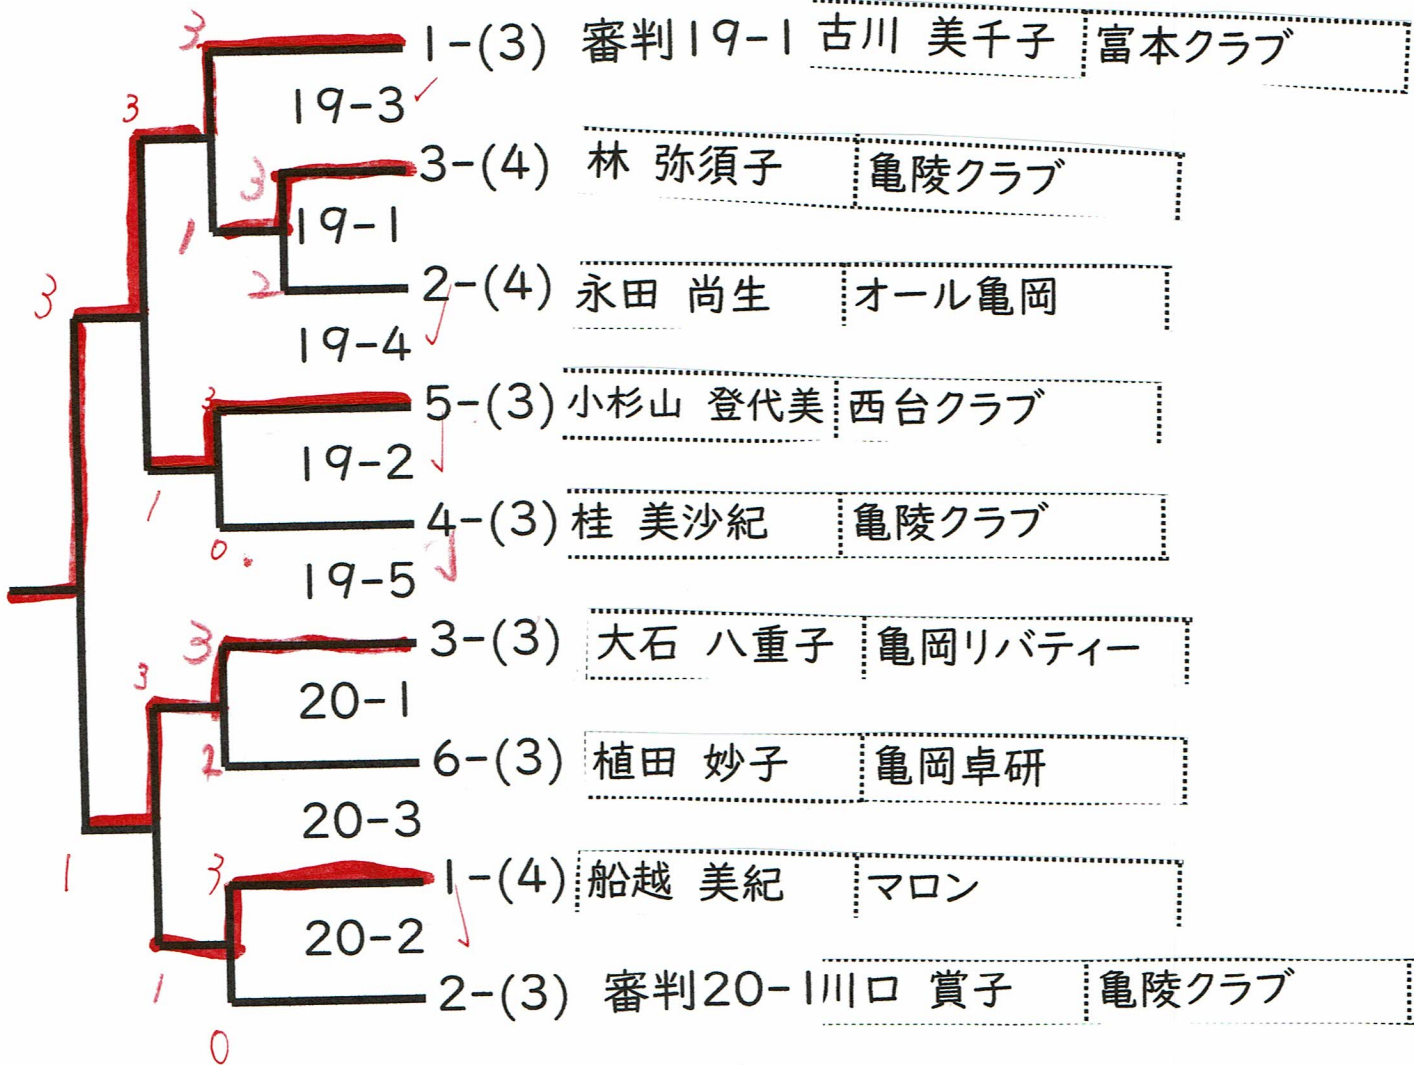 3
1-(3) 審判19-1 古川 美千子 富本クラブ
19-3
3
3-(4) 林 弥須子 亀陵クラブ
3
1
19-1
2
2-(4) 永田 尚生 オール亀岡
3
19-4
3
5-(3) 小杉山 登代美 西台クラブ
19-2
1
4-(3) 桂 美沙紀 亀陵クラブ
0
19-5
3
3-(3) 大石 八重子 亀岡リバティー
3
20-1
2
6-(3) 植田 妙子 亀岡卓研
20-3
1
3
1-(4) 船越 美紀 マロン
20-2
1
2-(3) 審判20-1 川口 賞子 亀陵クラブ
0